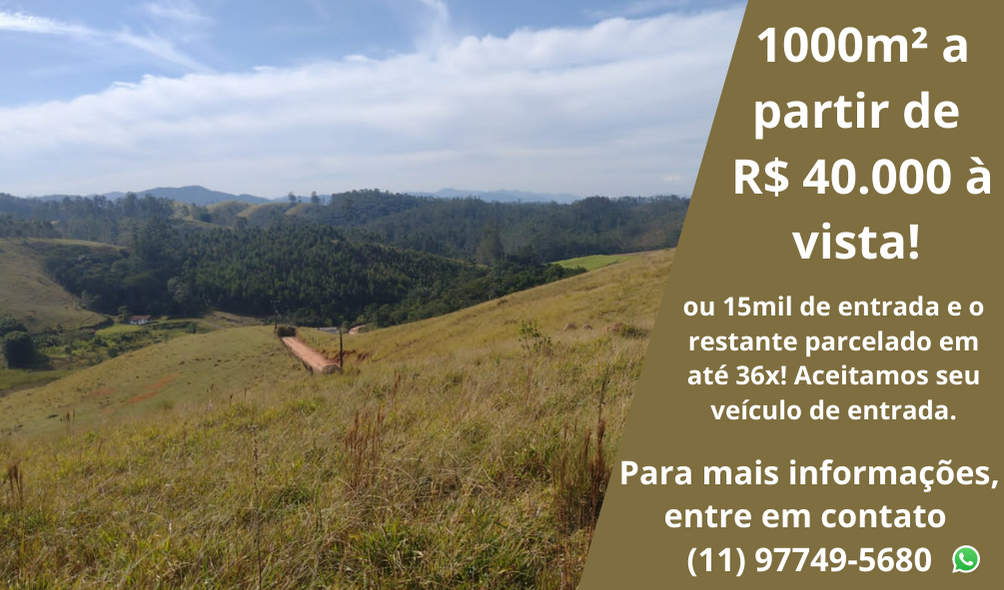 1000m² a
partir de
R$ 40.000 à
vista!
ou 15mil de entrada e o
restante parcelado em
até 36x! Aceitamos seu
veículo de entrada.
Para mais informações,
entre em contato
(11) 97749-5680